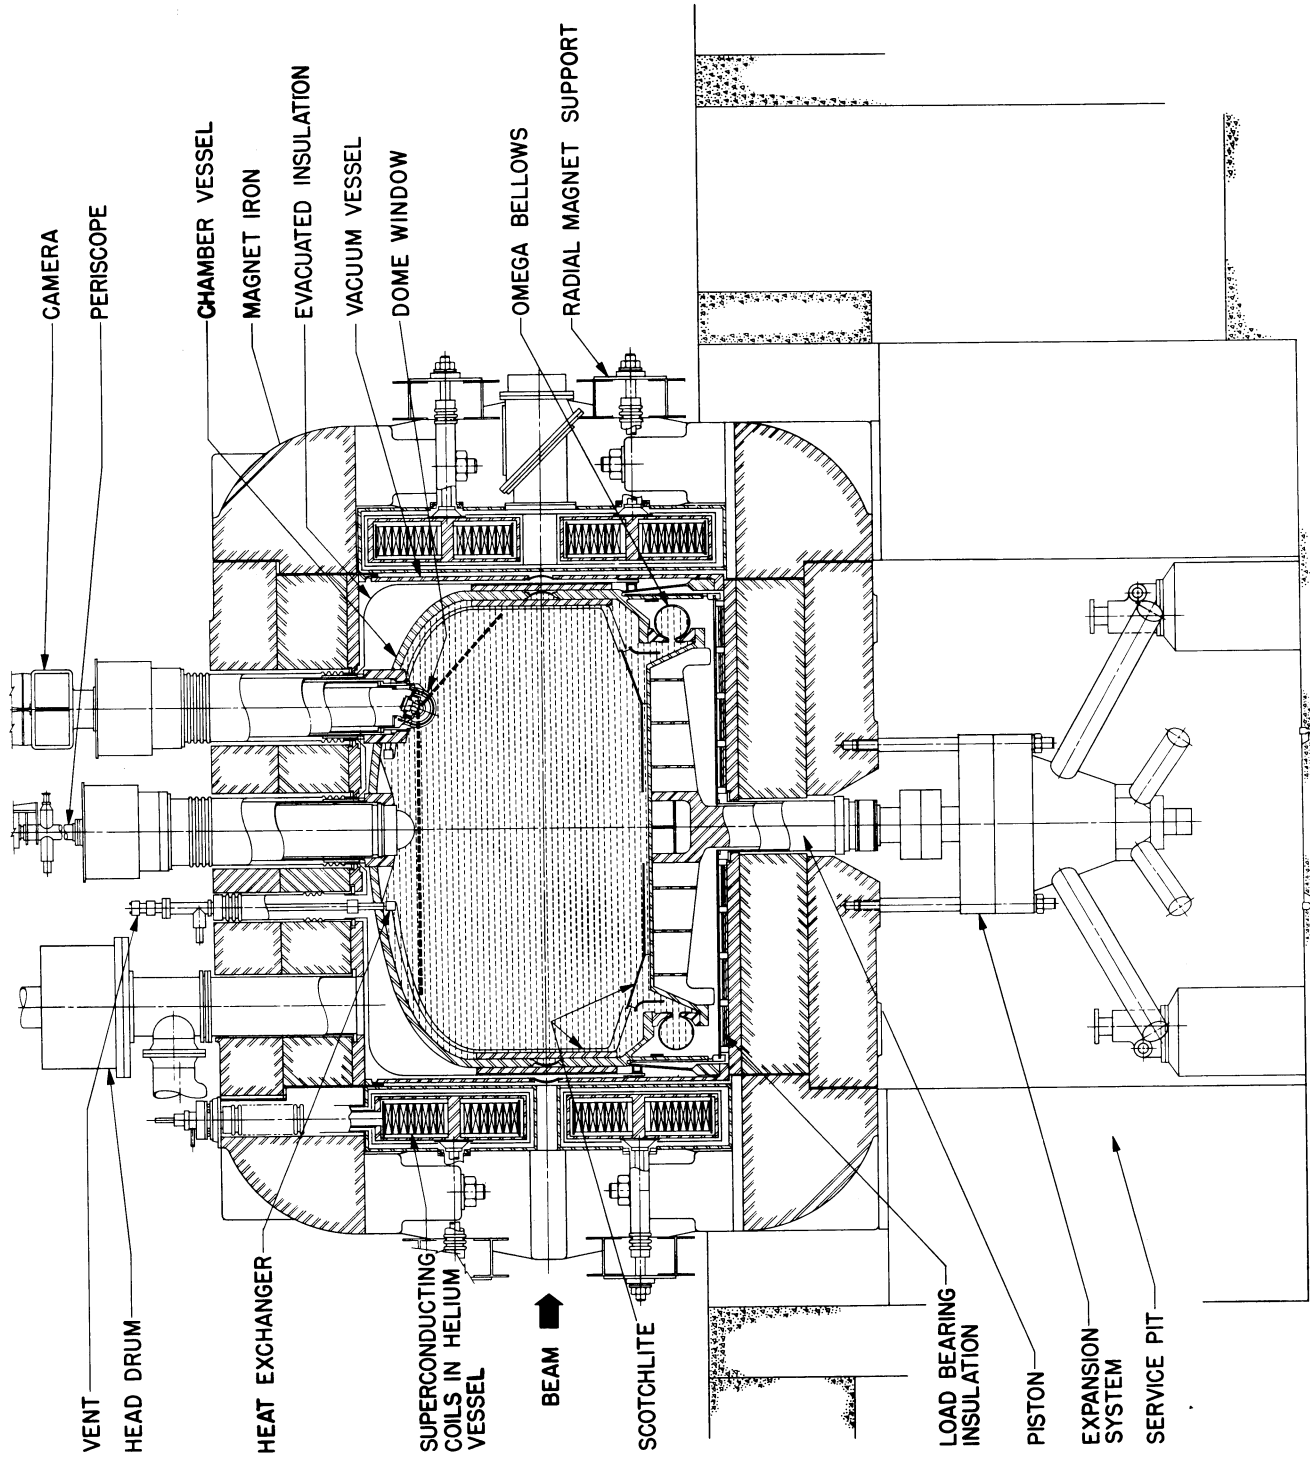 CAMERA
PERISCOPE
CHAMBER VESSEL
MAGNET IRON
EVACUATED INSULATION
VACUUM VESSEL
DOME WINDOW
OMEGA BELLOWS
RADIAL MAGNET SUPPORT
VENT
HEAD DRUM
HEAT EXCHANGER
SUPERCONDUCTING
COILS IN HELIUM
VESSEL
BEAM
SCOTCHLITE
LOAD BEARING
INSULATION
PISTON
EXPANSION
SYSTEM
SERVICE PIT